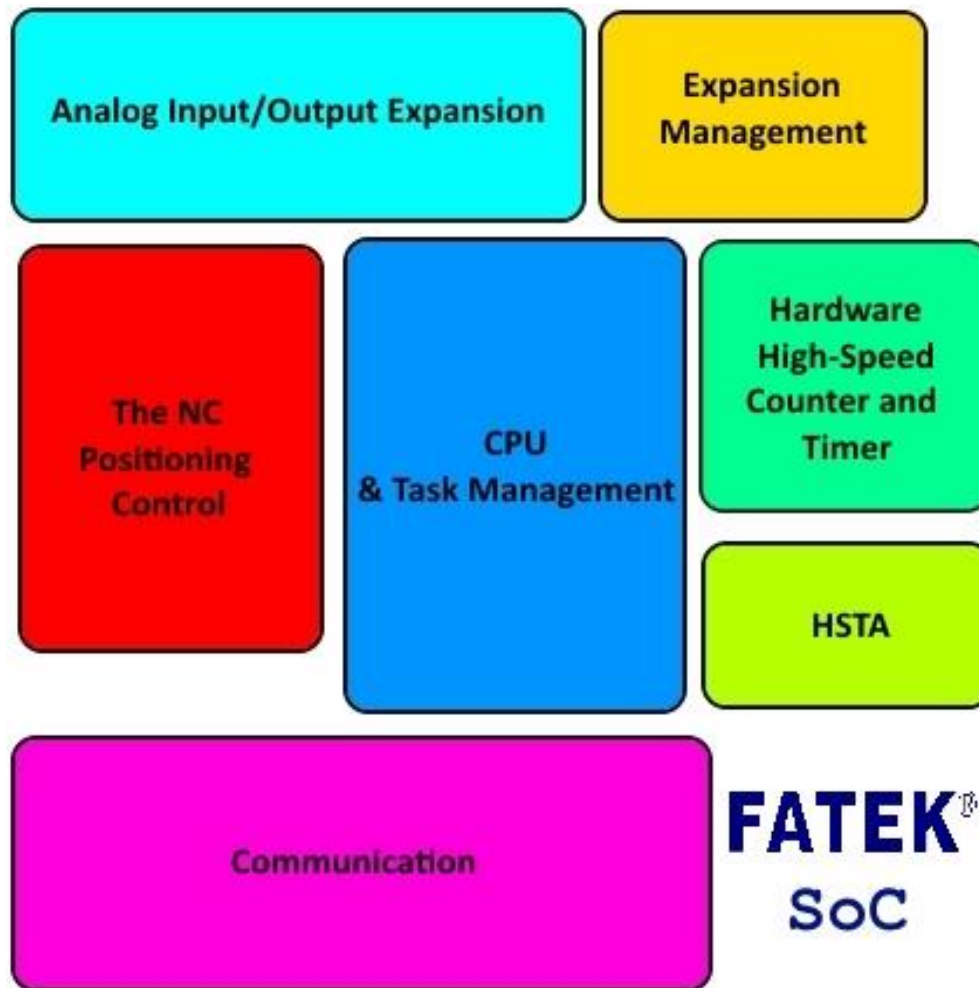 Analog Input/Output Expansion
Expansion
Management
The NC
Positioning
Control
CPU
& Task Management
Hardware
High-Speed
Counter and
Timer
HSTA
Communication
FATEK®
SoC